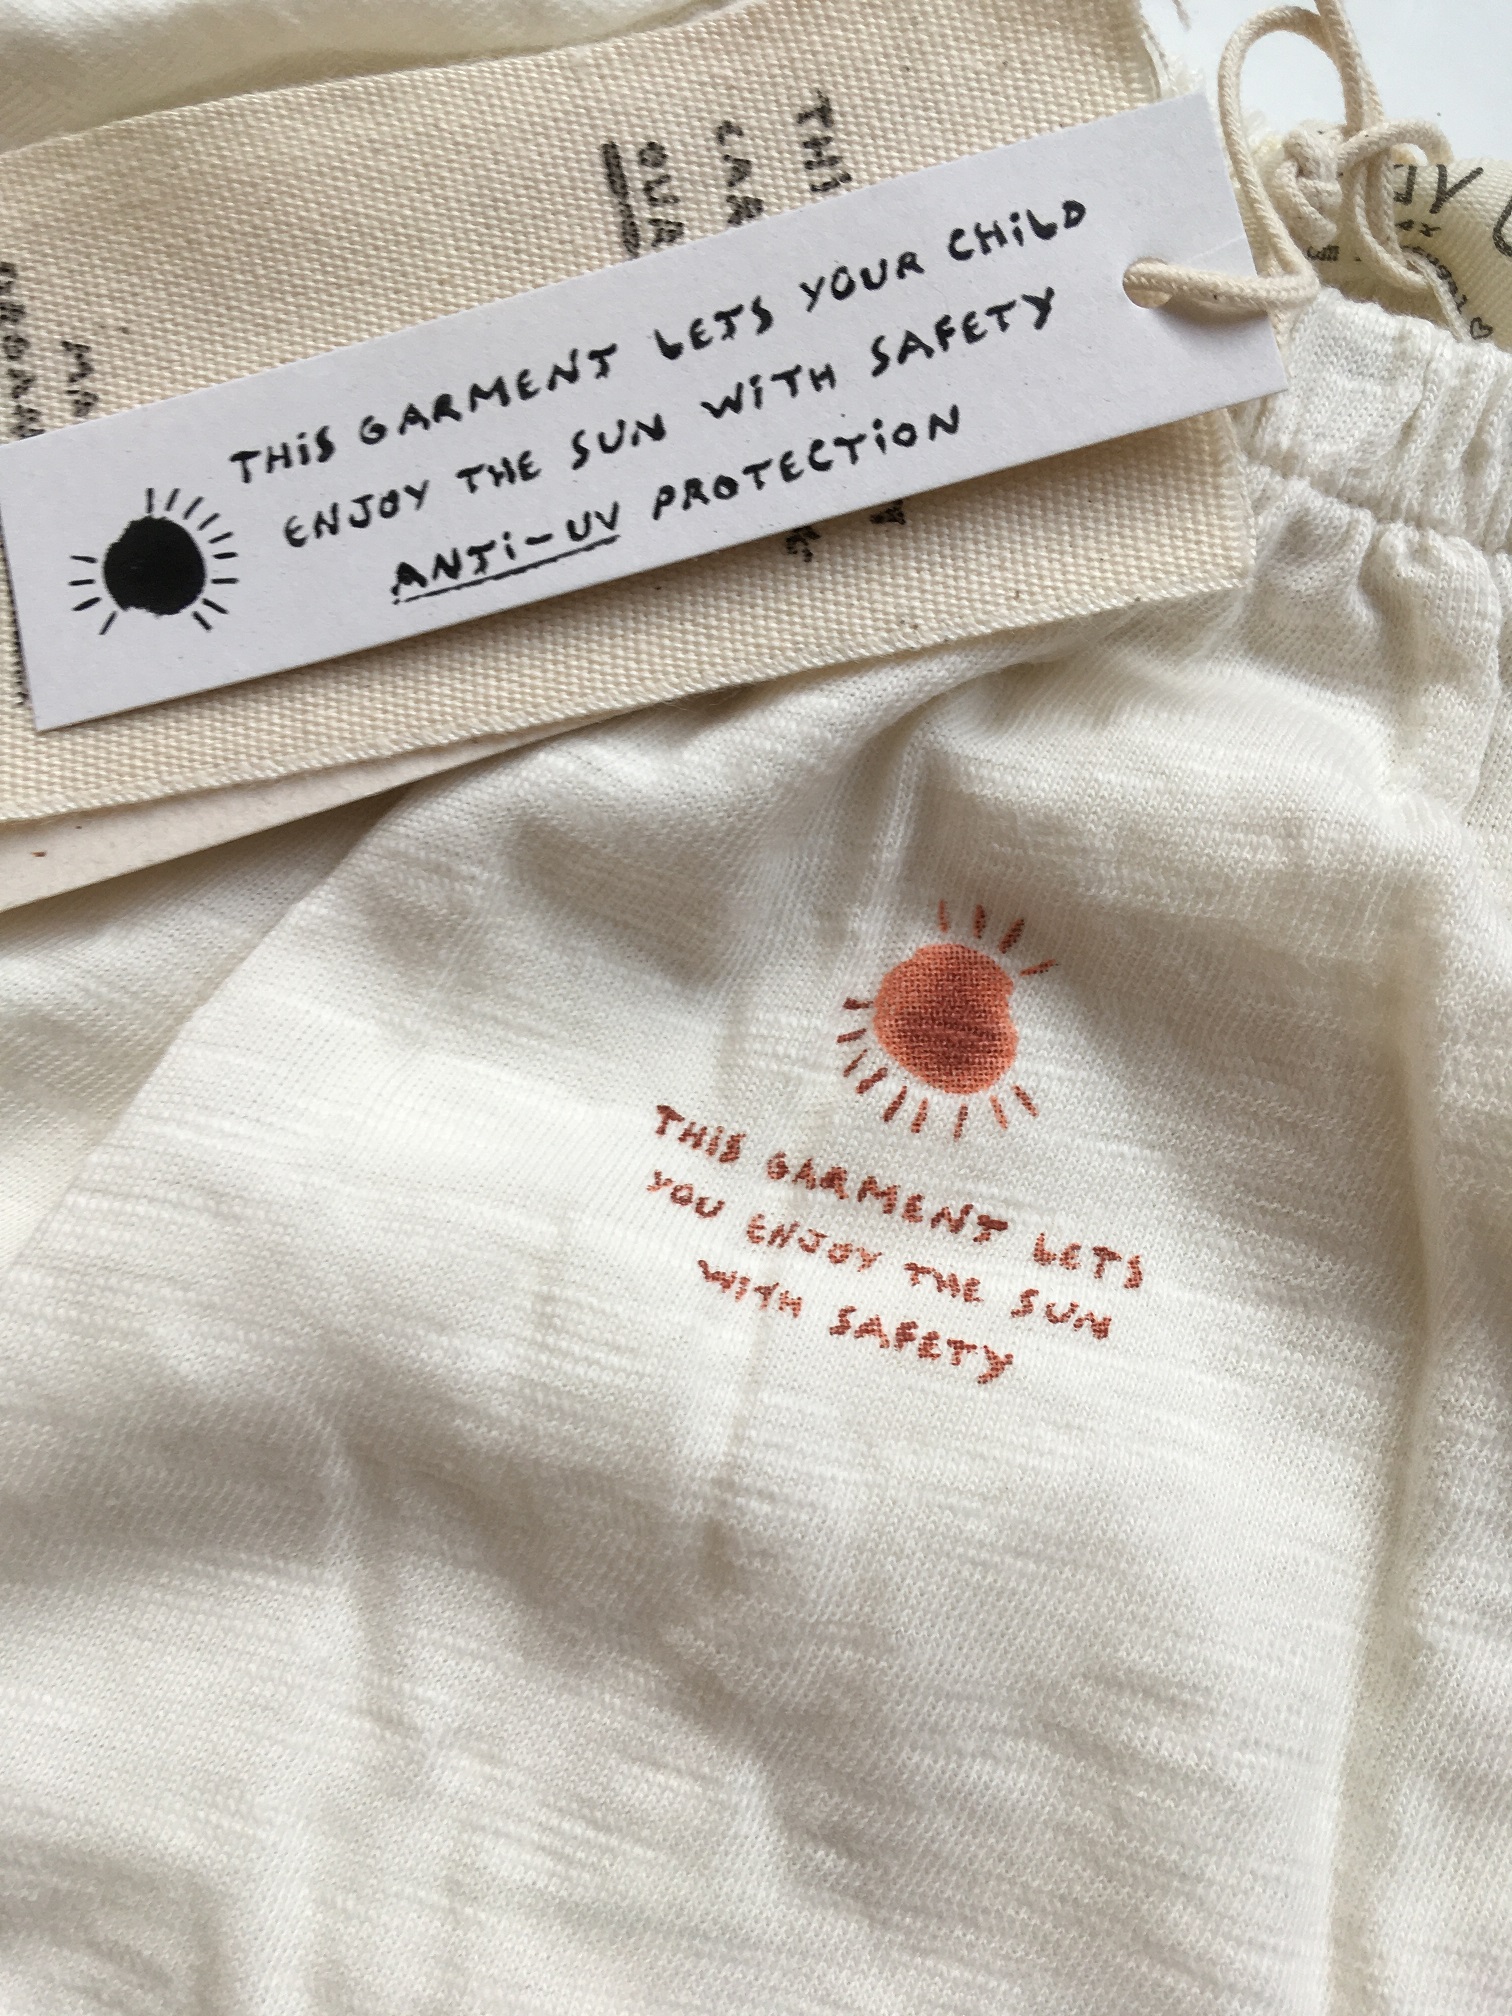 THiS GARMENT LETS YOUR CHiLD
ENJOY THE SUN WiTH SAFETY
ANTi-UV PROTECTiON
THiS GARMENT LETS
YOU ENJOY THE SUN
WiTH SAFETY